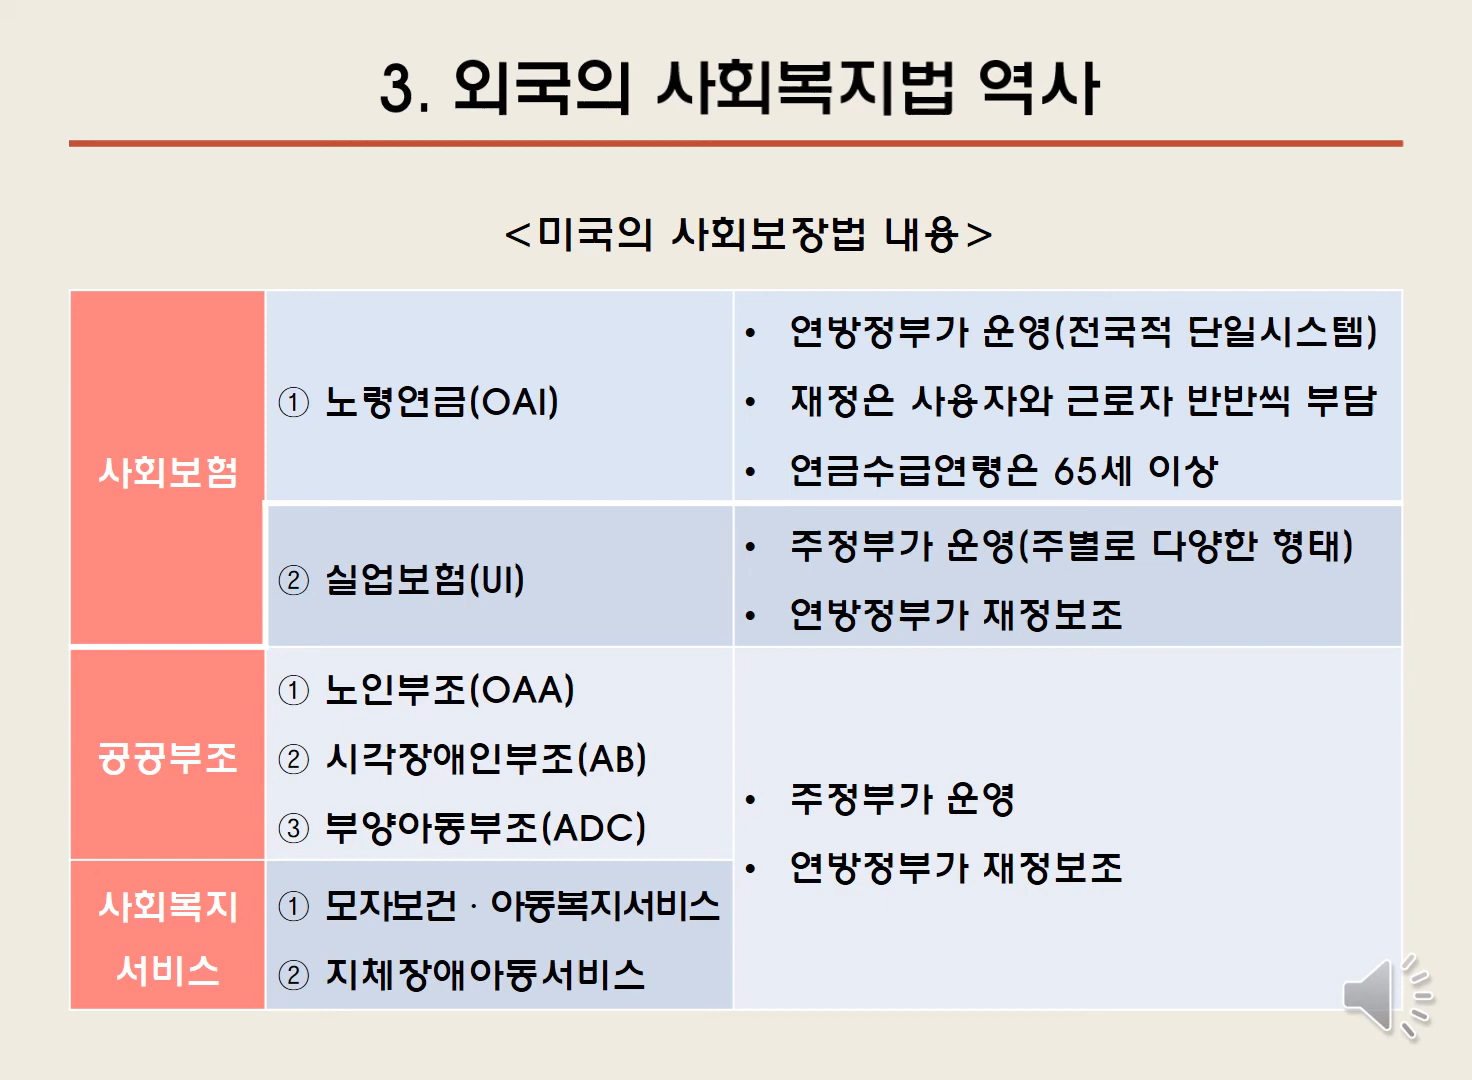 3. 외국의 사회복지법 역사
<미국의 사회보장법 내용>
사회보험
① 노령연금(OAI)
• 연방정부가 운영(전국적 단일시스템)
• 재정은 사용자와 근로자 반반씩 부담
• 연금수급연령은 65세 이상
② 실업보험(UI)
• 주정부가 운영(주별로 다양한 형태)
• 연방정부가 재정보조
공공부조
① 노인부조(OAA)
② 시각장애인부조(AB)
③ 부양아동부조(ADC)
• 주정부가 운영
• 연방정부가 재정보조
사회복지
서비스
① 모자보건 · 아동복지서비스
② 지체장애아동서비스